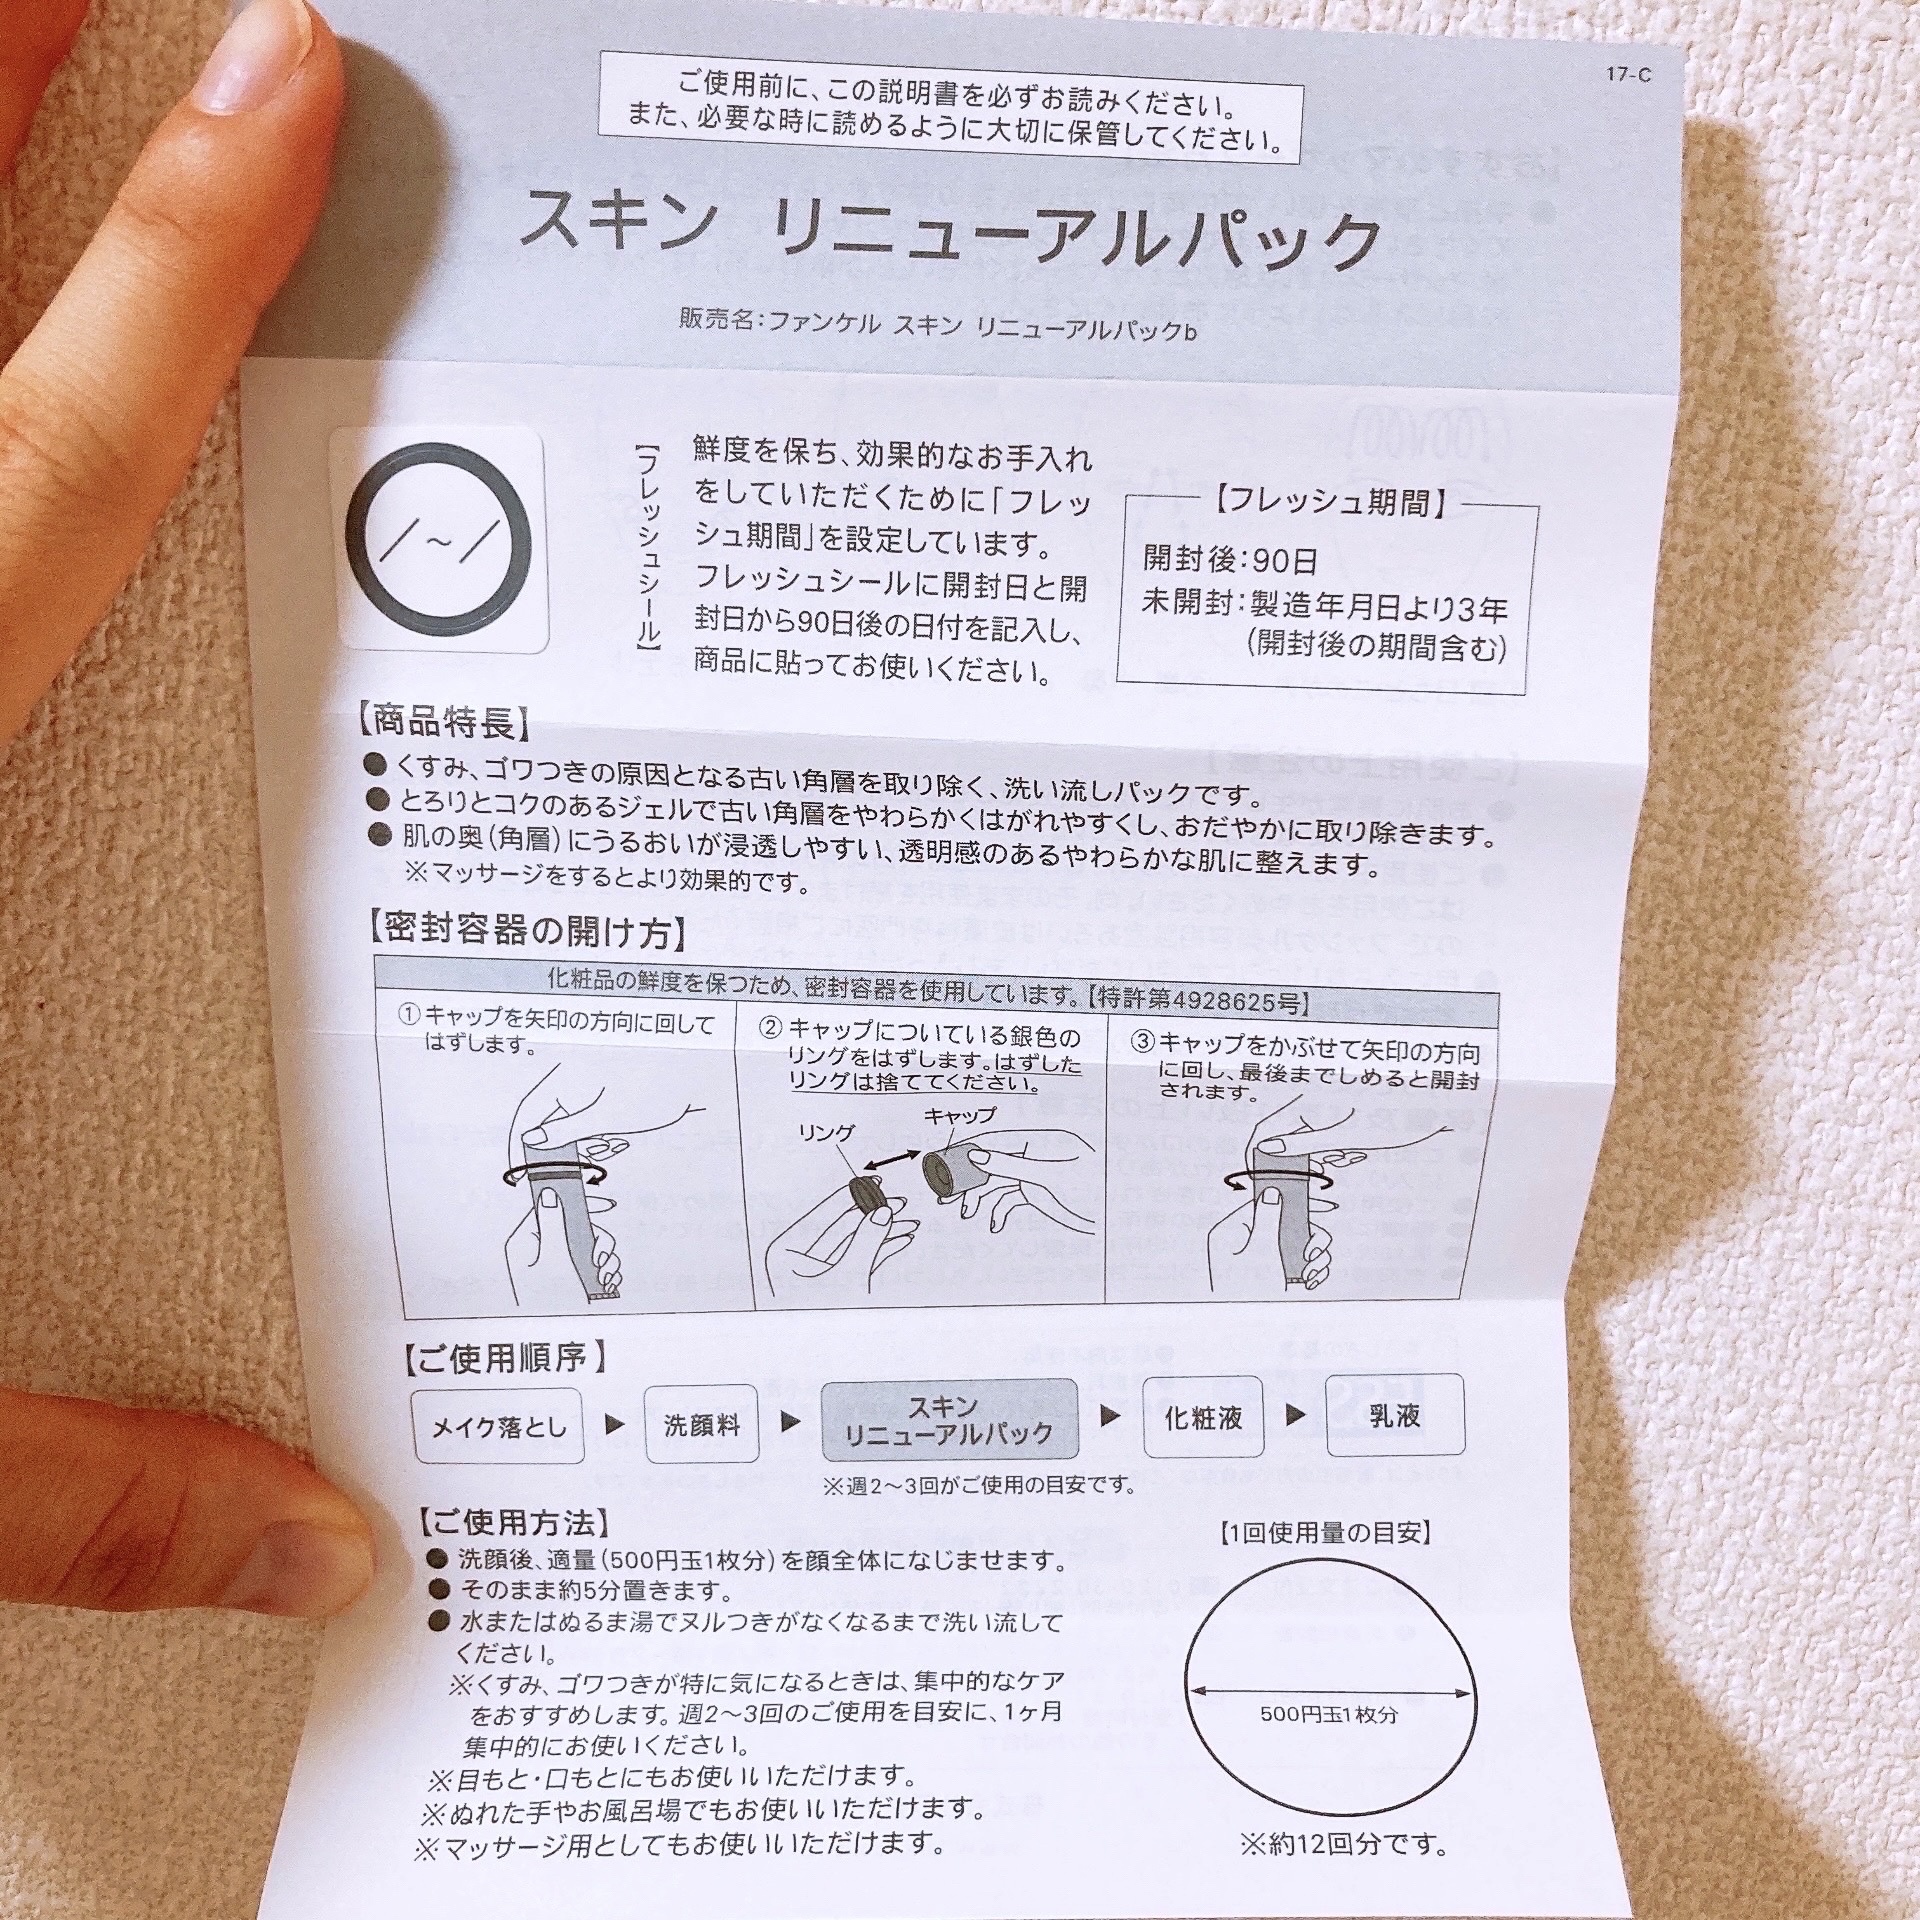 17-C
ご使用前に、この説明書を必ずお読みください。
また、必要な時に読めるように大切に保管してください。
スキン リニューアルパック
販売名:ファンケル スキン リニューアルパックb
／～／
【フレッシュシール】
鮮度を保ち、効果的なお手入れ
をしていただくために「フレッ
シュ期間」を設定しています。
フレッシュシールに開封日と開
封日から90日後の日付を記入し、
商品に貼ってお使いください。
【フレッシュ期間】
開封後:90日
未開封:製造年月日より3年
(開封後の期間含む)
【商品特長】
●くすみ、ゴワつきの原因となる古い角層を取り除く、洗い流しパックです。
●とろりとコクのあるジェルで古い角層をやわらかくはがれやすくし、おだやかに取り除きます。
●肌の奥(角層)にうるおいが浸透しやすい、透明感のあるやわらかな肌に整えます。
※マッサージをするとより効果的です。
【密封容器の開け方】
化粧品の鮮度を保つため、密封容器を使用しています。【特許第4928625号】
①キャップを矢印の方向に回して
はずします。
②キャップについている銀色の
リングをはずします。はずした
リングは捨ててください。
リング
キャップ
③キャップをかぶせて矢印の方向
に回し、最後までしめると開封
されます。
【ご使用順序】
メイク落とし ▶ 洗顔料 ▶ スキン
リニューアルパック ▶ 化粧液 ▶ 乳液
※週2～3回がご使用の目安です。
【ご使用方法】
●洗顔後、適量(500円玉1枚分)を顔全体になじませます。
●そのまま約5分置きます。
●水またはぬるま湯でヌルつきがなくなるまで洗い流して
ください。
※くすみ、ゴワつきが特に気になるときは、集中的なケア
をおすすめします。週2～3回のご使用を目安に、1ヶ月
集中的にお使いください。
※目もと・口もとにもお使いいただけます。
※ぬれた手やお風呂場でもお使いいただけます。
※マッサージ用としてもお使いいただけます。
【1回使用量の目安】
500円玉1枚分
※約12回分です。